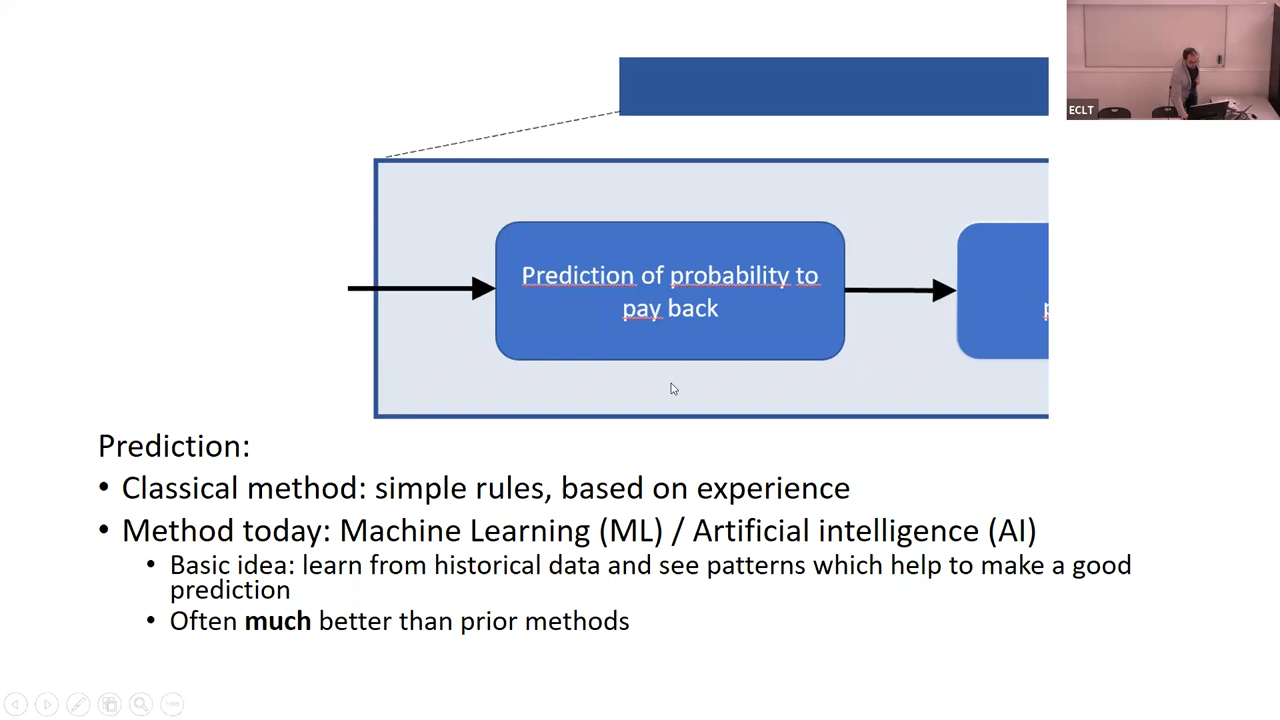 ECLT
Prediction of probability to
pay back
Prediction:
• Classical method: simple rules, based on experience
• Method today: Machine Learning (ML) / Artificial intelligence (AI)
• Basic idea: learn from historical data and see patterns which help to make a good
prediction
• Often much better than prior methods